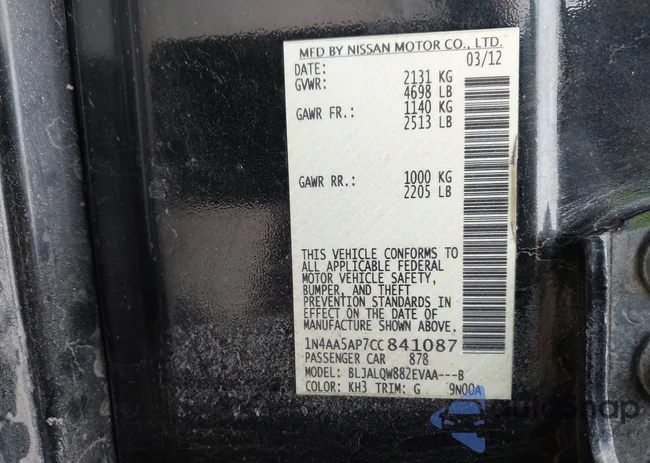 MFD BY NISSAN MOTOR CO., LTD.
DATE: 03/12
GVWR: 2131 KG
4698 LB
GAWR FR.: 1140 KG
2513 LB
GAWR RR.: 1000 KG
2205 LB
THIS VEHICLE CONFORMS TO
ALL APPLICABLE FEDERAL
MOTOR VEHICLE SAFETY,
BUMPER, AND THEFT
PREVENTION STANDARDS IN
EFFECT ON THE DATE OF
MANUFACTURE SHOWN ABOVE.
1N4AA5AP7CC841087
PASSENGER CAR 878
MODEL: BLJALQW882EVAA---B
COLOR: KH3 TRIM: G 9N00A
autosnap